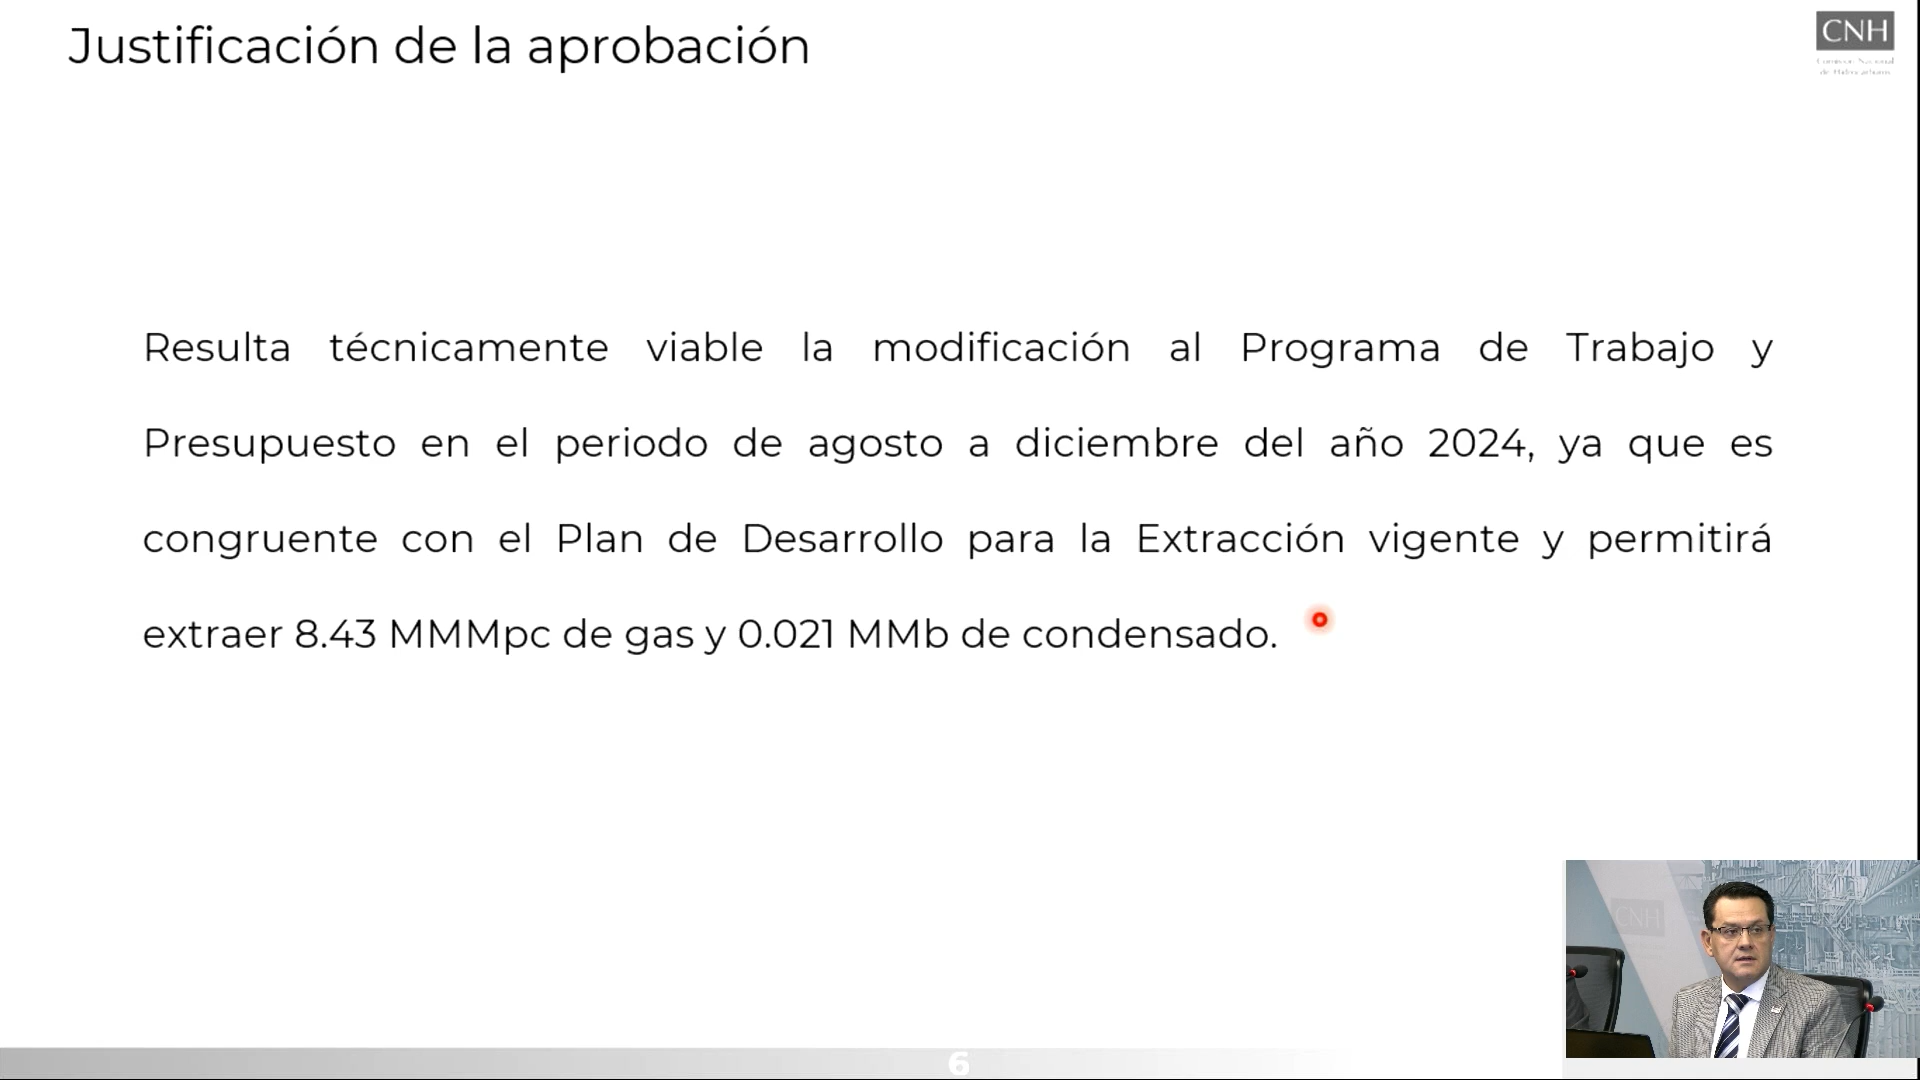 Justificación de la aprobación
CNH
Comisión Nacional
de Hidrocarburos
Resulta técnicamente viable la modificación al Programa de Trabajo y
Presupuesto en el periodo de agosto a diciembre del año 2024, ya que es
congruente con el Plan de Desarrollo para la Extracción vigente y permitirá
extraer 8.43 MMMpc de gas y 0.021 MMb de condensado.
CNH
6